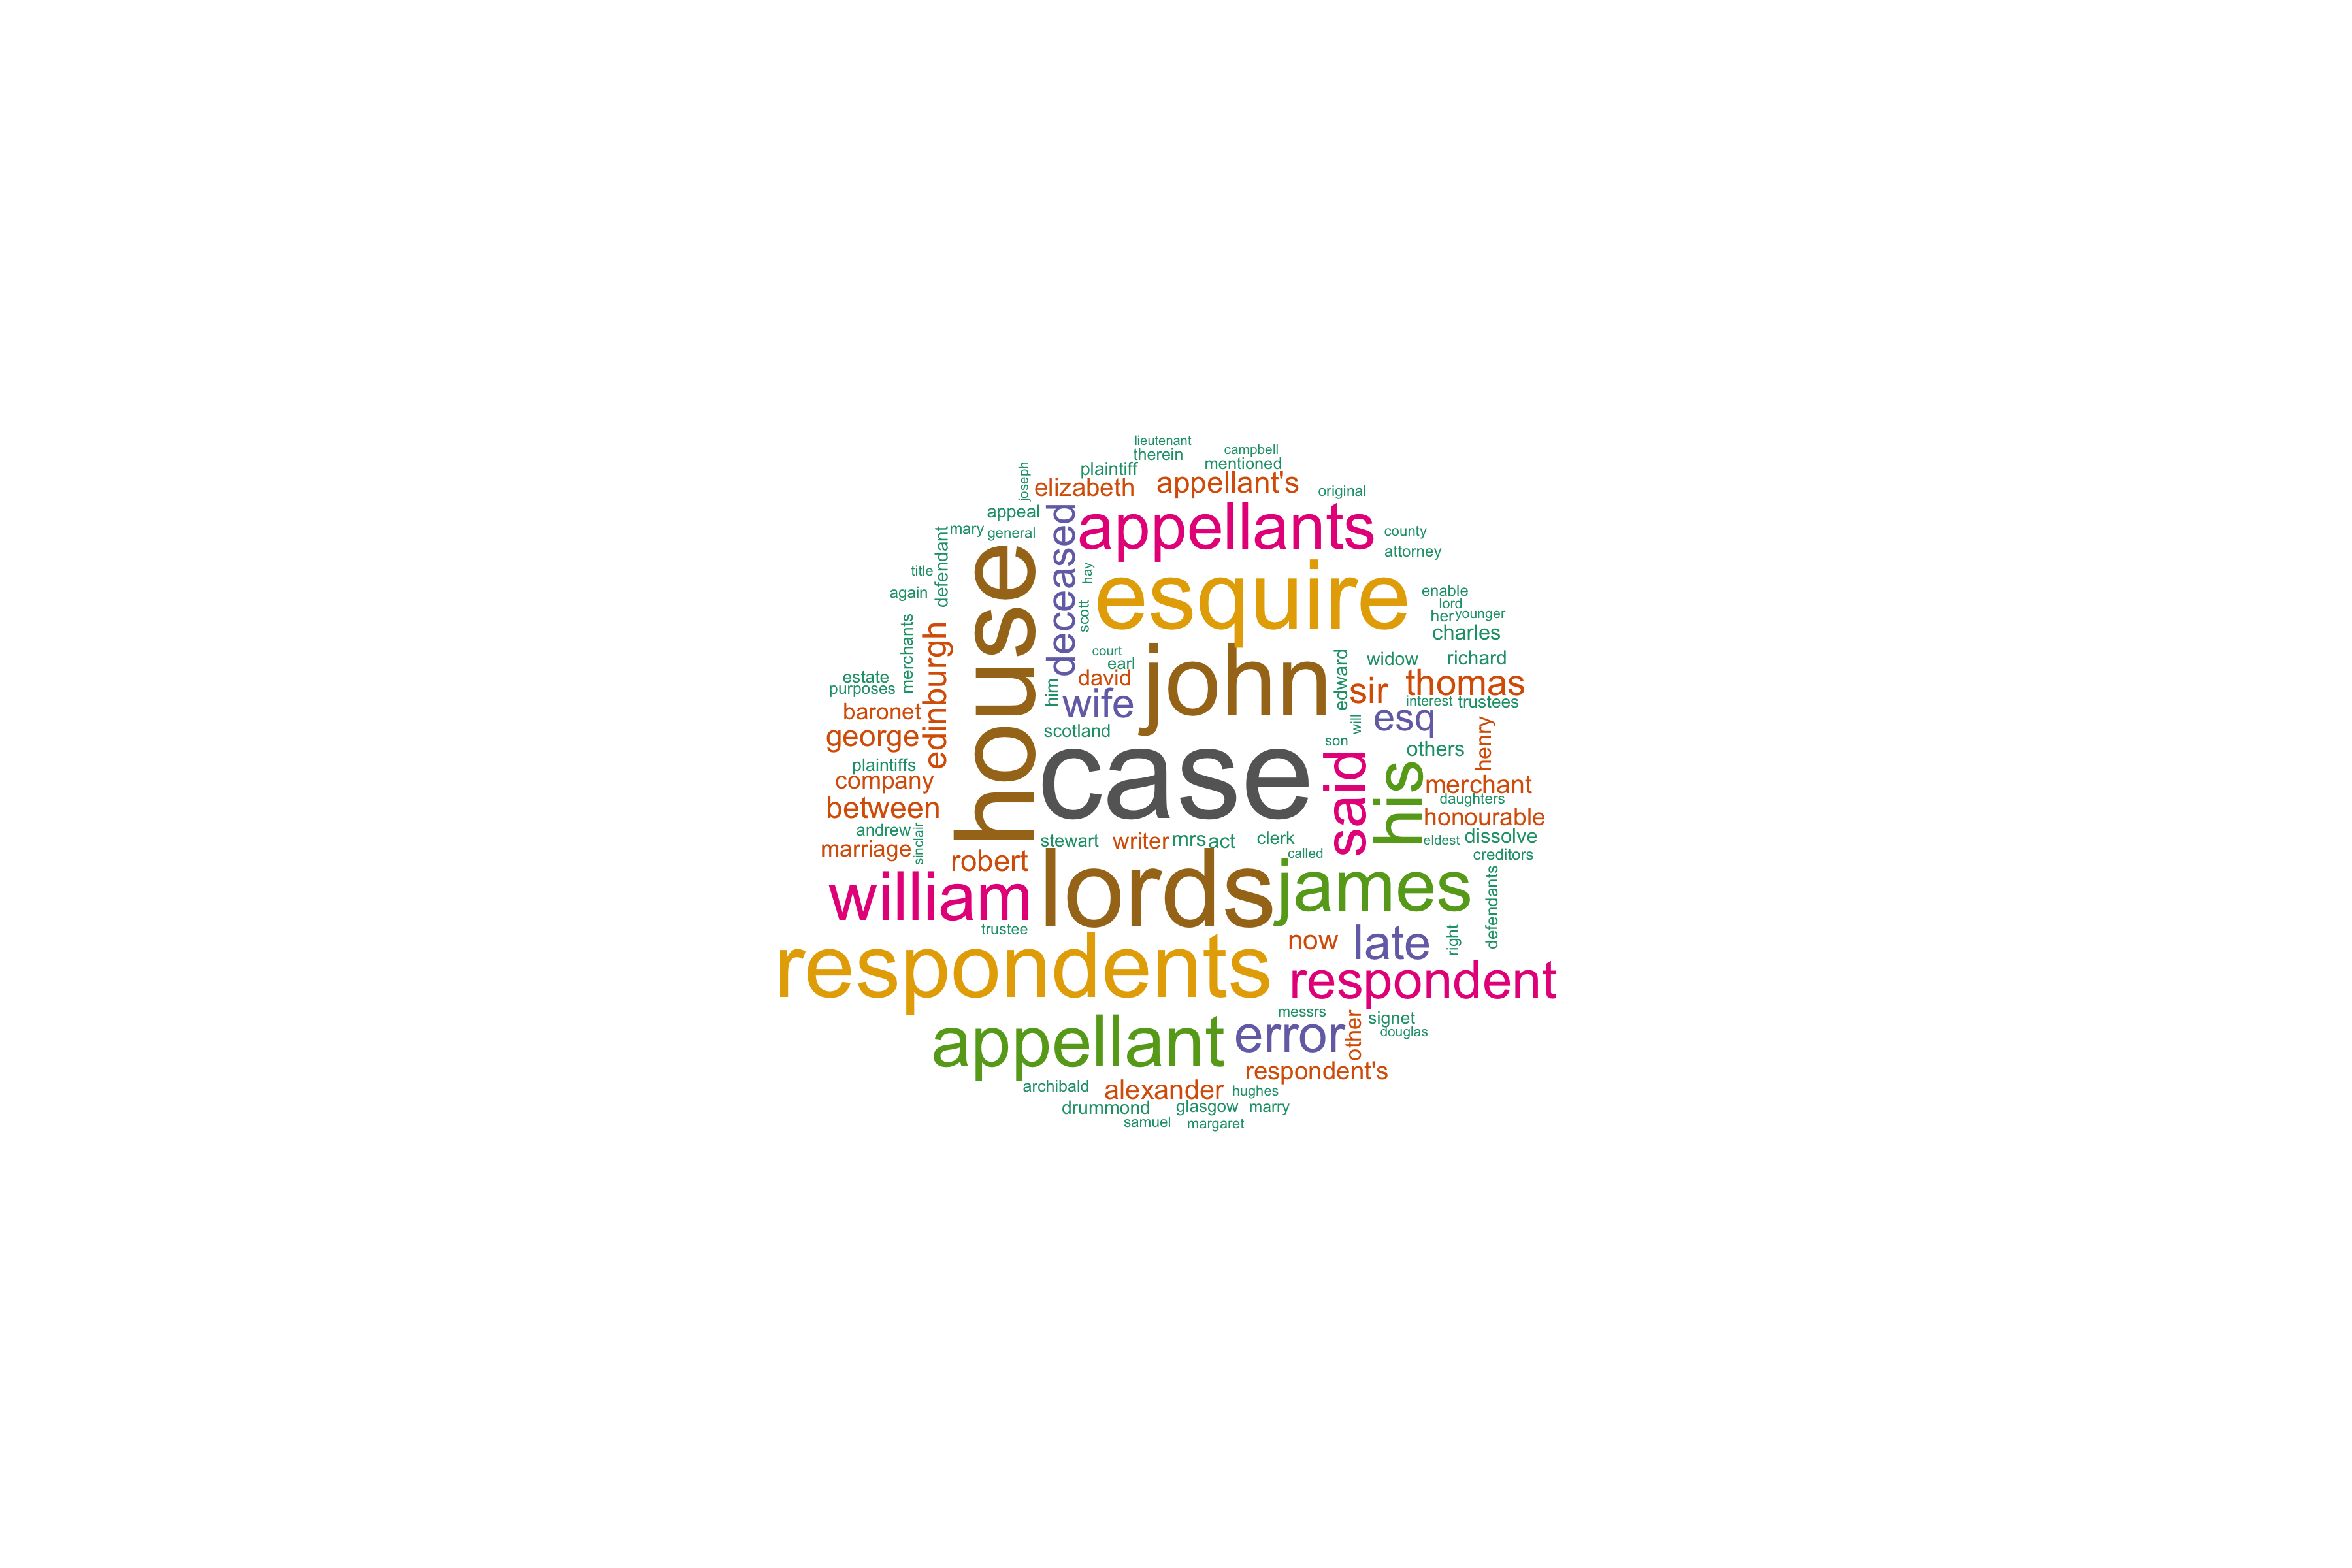 lieutenant
campbell
therein
mentioned
plaintiff
joseph
elizabeth
appellant's
original
appeal
deceased
appellants
mary
general
county
defendant
attorney
title
hay
esquire
again
enable
scott
lord
her
younger
house
merchants
edinburgh
charles
court
earl
john
edward
widow
richard
estate
purposes
him
david
sir
thomas
baronet
wife
interest
trustees
esq
will
george
scotland
son
others
henry
plaintiffs
company
case
said
his
merchant
daughters
between
honourable
andrew
sinclair
stewart
writer
mrs
act
clerk
eldest
dissolve
marriage
called
creditors
robert
william
lords
james
defendants
trustee
now
late
right
respondents
respondent
messrs
signet
appellant
error
other
douglas
respondent's
archibald
alexander
hughes
drummond
glasgow
marry
samuel
margaret